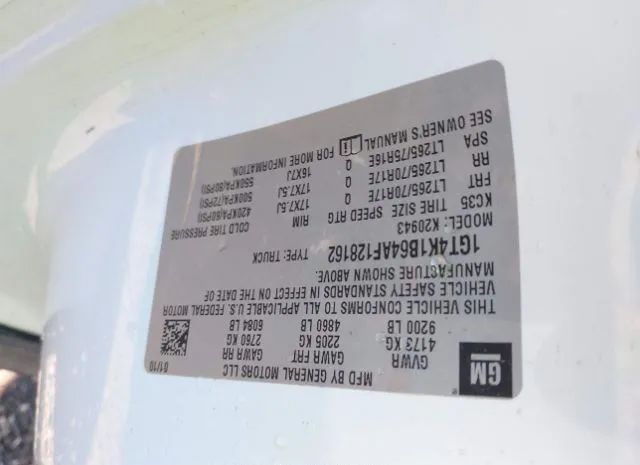 GM
MFD BY GENERAL MOTORS LLC 01/10
GVWR GAWR FRT GAWR RR
4173 KG 2205 KG 2760 KG
9200 LB 4860 LB 6084 LB
THIS VEHICLE CONFORMS TO ALL APPLICABLE U.S. FEDERAL MOTOR
VEHICLE SAFETY STANDARDS IN EFFECT ON THE DATE OF
MANUFACTURE SHOWN ABOVE.
1GT4K1B64AF128162 TYPE: TRUCK
MODEL: K20943
KC35 TIRE SIZE SPEED RTG RIM COLD TIRE PRESSURE
FRT LT265/70R17E Q 17X7.5J 420KPA(60PSI)
RR LT265/70R17E Q 17X7.5J 500KPA(72PSI)
SPA LT265/75R16E Q 16X7J 550KPA(80PSI)
SEE OWNER'S MANUAL FOR MORE INFORMATION.